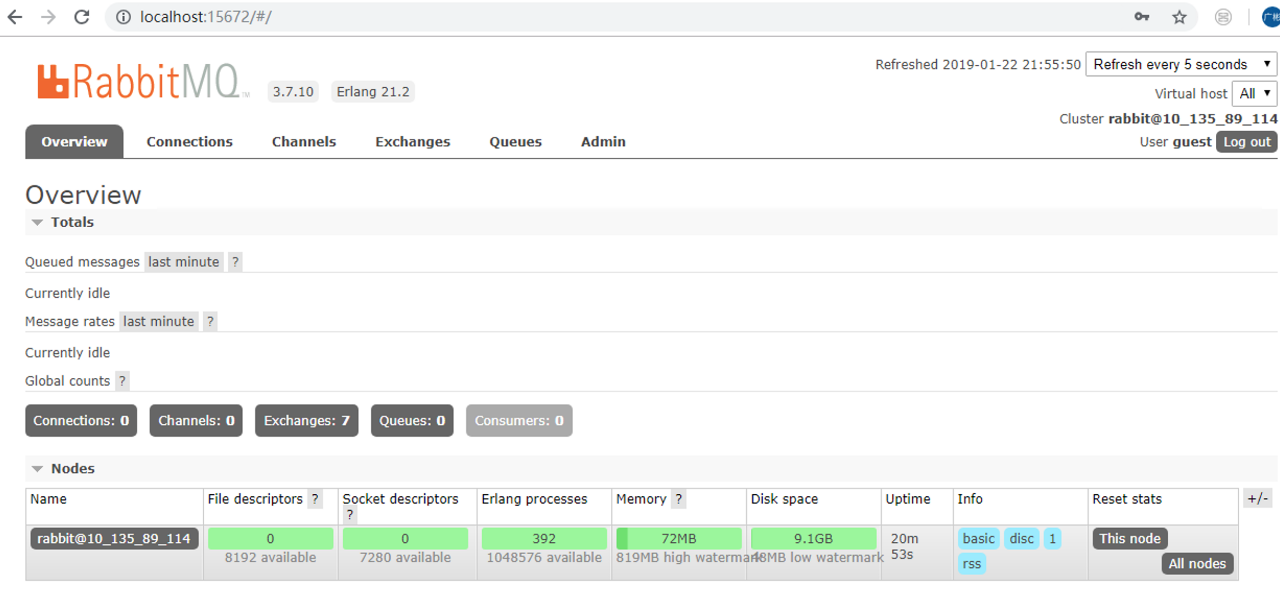 localhost:15672/#/
RabbitMQ TM 3.7.10 Erlang 21.2
Refreshed 2019-01-22 21:55:50 Refresh every 5 seconds
Virtual host All
Cluster rabbit@10_135_89_114
User guest Log out
Overview Connections Channels Exchanges Queues Admin
Overview
Totals
Queued messages last minute ?
Currently idle
Message rates last minute ?
Currently idle
Global counts ?
Connections: 0 Channels: 0 Exchanges: 7 Queues: 0 Consumers: 0
Nodes
Name File descriptors ? Socket descriptors ? Erlang processes Memory ? Disk space Uptime Info Reset stats +/-
rabbit@10_135_89_114 0 0 392 72MB 9.1GB 20m 53s basic disc 1 rss This node
8192 available 7280 available 1048576 available 819MB high watermark 48MB low watermark All nodes